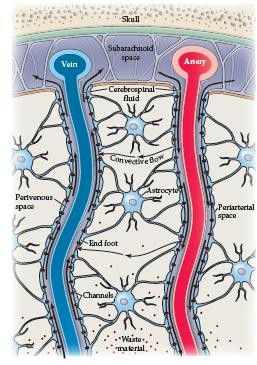 Skull
Subarachnoid
space
Vein
Artery
Cerebrospinal
fluid
Convective flow
Astrocyte
Perivenous
space
Periarterial
space
End foot
Channels
Waste
material